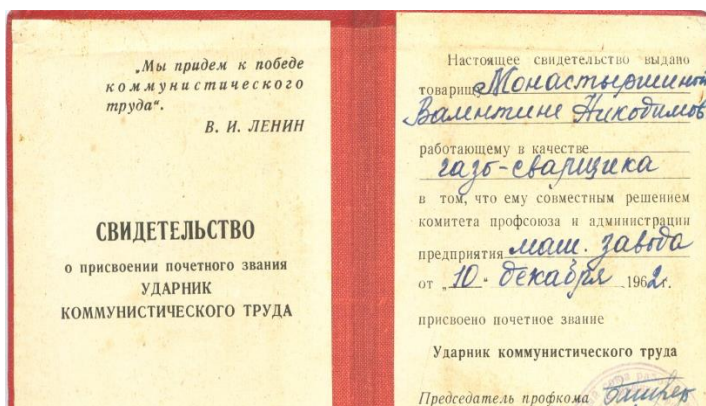 „Мы придем к победе
коммунистического
труда“.
В. И. ЛЕНИН
СВИДЕТЕЛЬСТВО
о присвоении почетного звания
УДАРНИК
КОММУНИСТИЧЕСКОГО ТРУДА
Настоящее свидетельство выдано
товарищу Монастыршиной
Валентине Никодимов
работающему в качестве
газо-сварщика
в том, что ему совместным решением
комитета профсоюза и администрации
предприятия маш. завода
от „10“ декабря 1962г.
присвоено почетное звание
Ударник коммунистического труда
Председатель профкома